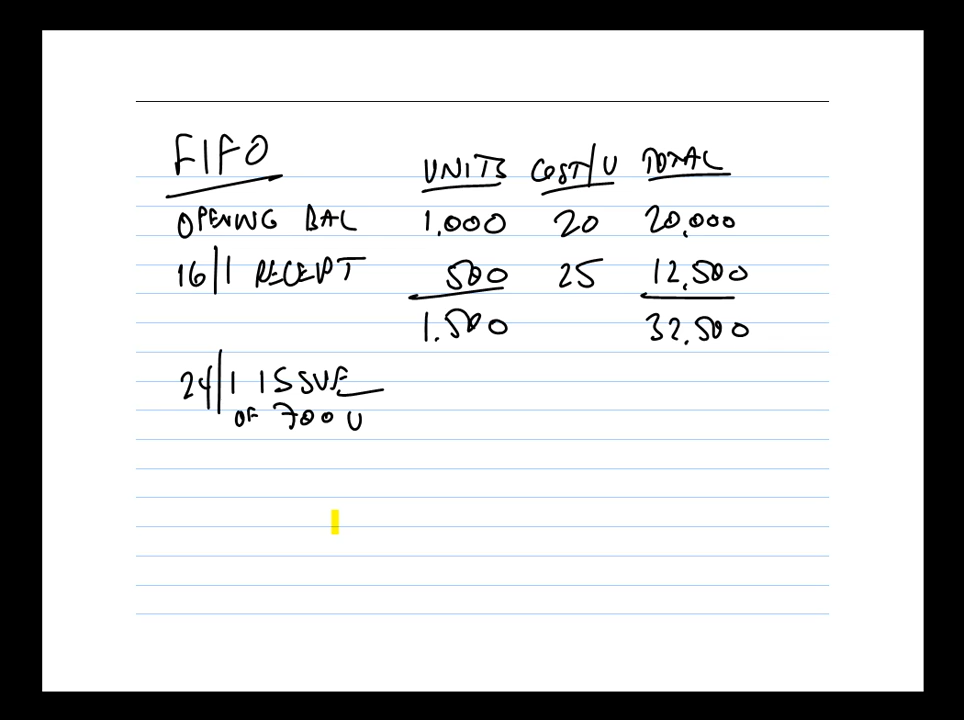 FIFO UNITS COST/U TOTAL
OPENING BAL 1,000 20 20,000
16/1 RECEIPT 500 25 12,500
1,500 32,500
24/1 ISSUE
OF 700 U